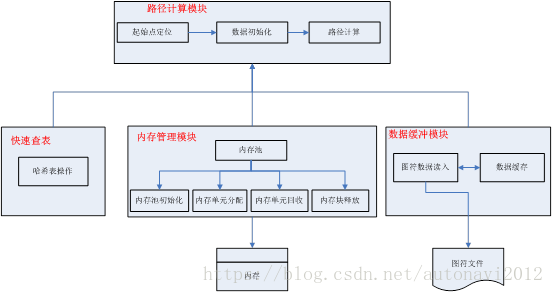 路径计算模块
起始点定位
数据初始化
路径计算
快速查表
哈希表操作
内存管理模块
内存池
内存池初始化
内存单元分配
内存单元回收
内存块释放
数据缓冲模块
图符数据读入
数据缓存
内存
图符文件
https://blog.csdn.net/autonavi2012